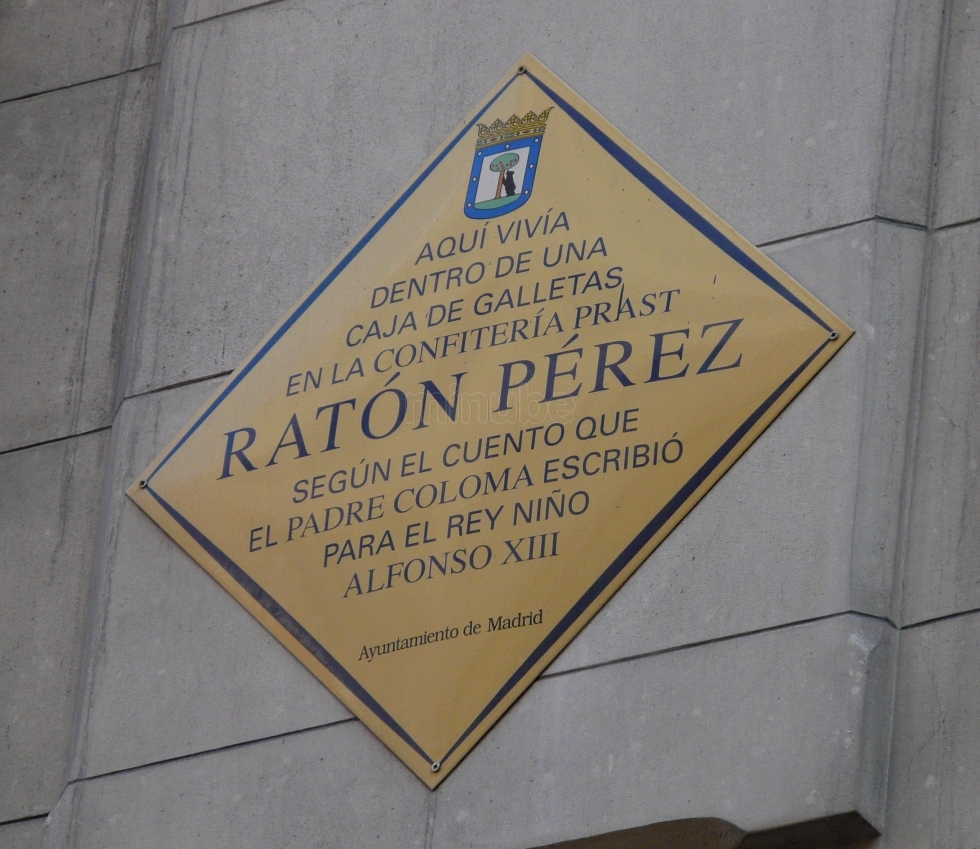 AQUÍ VIVÍA
DENTRO DE UNA
CAJA DE GALLETAS
EN LA CONFITERÍA PRAST
RATÓN PÉREZ
SEGÚN EL CUENTO QUE
EL PADRE COLOMA ESCRIBIÓ
PARA EL REY NIÑO
ALFONSO XIII
Ayuntamiento de Madrid
minube